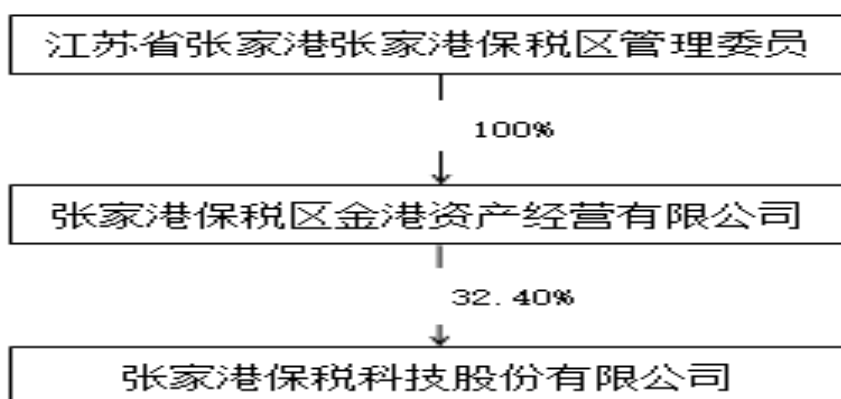 江苏省张家港张家港保税区管理委员
100%
张家港保税区金港资产经营有限公司
32.40%
张家港保税科技股份有限公司